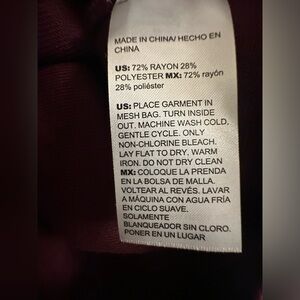 MADE IN CHINA/ HECHO EN
CHINA
US: 72% RAYON 28%
POLYESTER MX: 72% rayón
28% poliéster
US: PLACE GARMENT IN
MESH BAG. TURN INSIDE
OUT. MACHINE WASH COLD.
GENTLE CYCLE. ONLY
NON-CHLORINE BLEACH.
LAY FLAT TO DRY. WARM
IRON. DO NOT DRY CLEAN
MX: COLOQUE LA PRENDA
EN LA BOLSA DE MALLA.
VOLTEAR AL REVÉS. LAVAR
A MÁQUINA CON AGUA FRÍA
EN CICLO SUAVE.
SOLAMENTE
BLANQUEADOR SIN CLORO.
PONER EN UN LUGAR